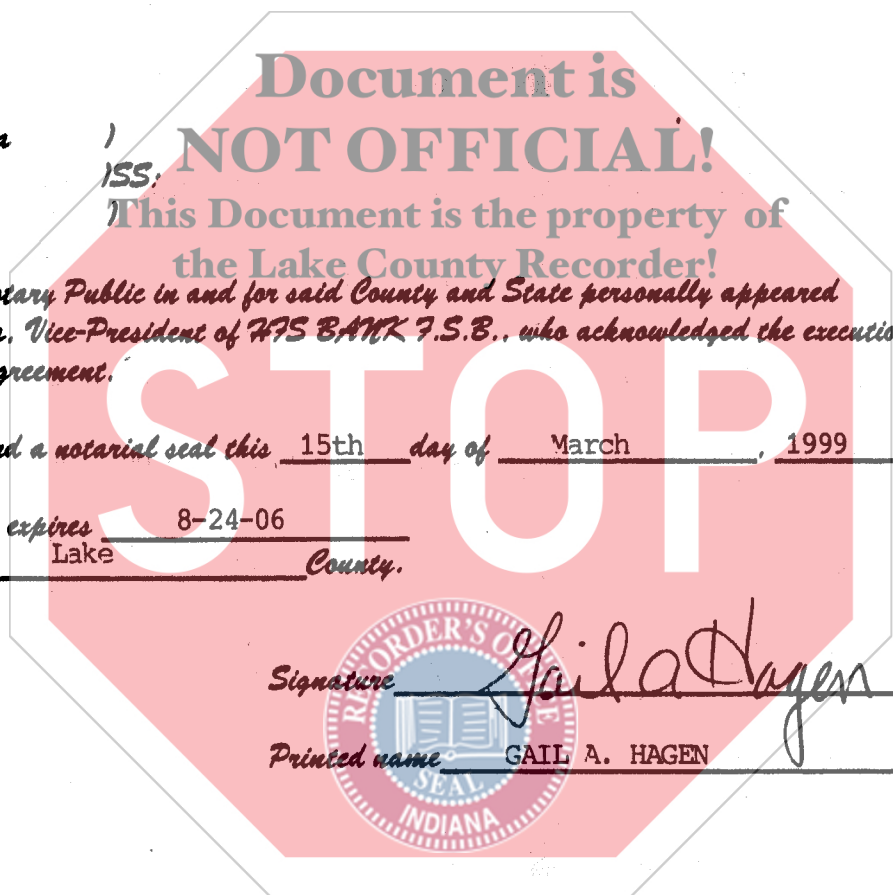 Document is
NOT OFFICIAL!
This Document is the property of
the Lake County Recorder!
a )
)SS:
)
tary Public in and for said County and State personally appeared
, Vice-President of HFS BANK F.S.B., who acknowledged the executio
greement.
d a notarial seal this 15th day of March, 1999
expires 8-24-06
Lake County.
STOP
Signature Gail A Hagen
Printed name GAIL A. HAGEN
RECORDER'S OFFICE
SEAL
INDIANA